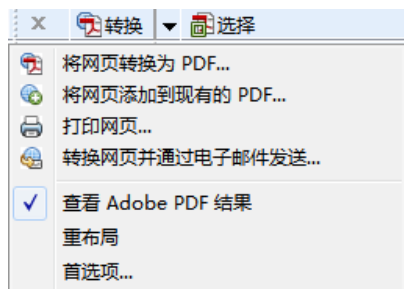 转换 选择
将网页转换为 PDF...
将网页添加到现有的 PDF...
打印网页...
转换网页并通过电子邮件发送...
查看 Adobe PDF 结果
重布局
首选项...